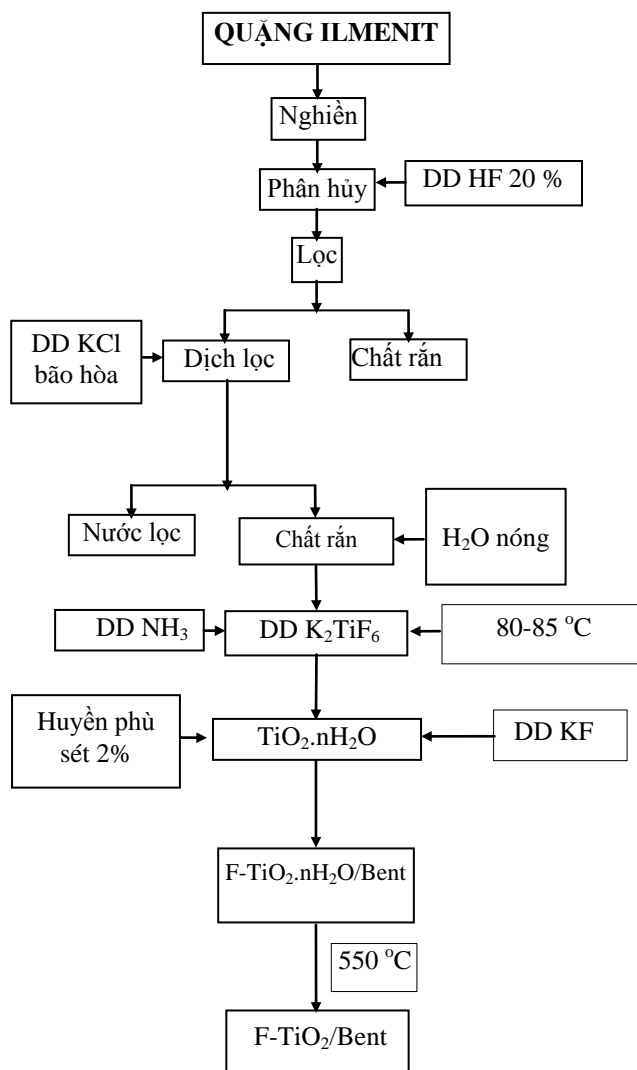 QUẶNG ILMENIT
Nghiền
Phân hủy
DD HF 20 %
Lọc
DD KCl
bão hòa
Dịch lọc
Chất rắn
Nước lọc
Chất rắn
H₂O nóng
DD NH₃
DD K₂TiF₆
80-85 °C
Huyền phù
sét 2%
TiO₂.nH₂O
DD KF
F-TiO₂.nH₂O/Bent
550 °C
F-TiO₂/Bent